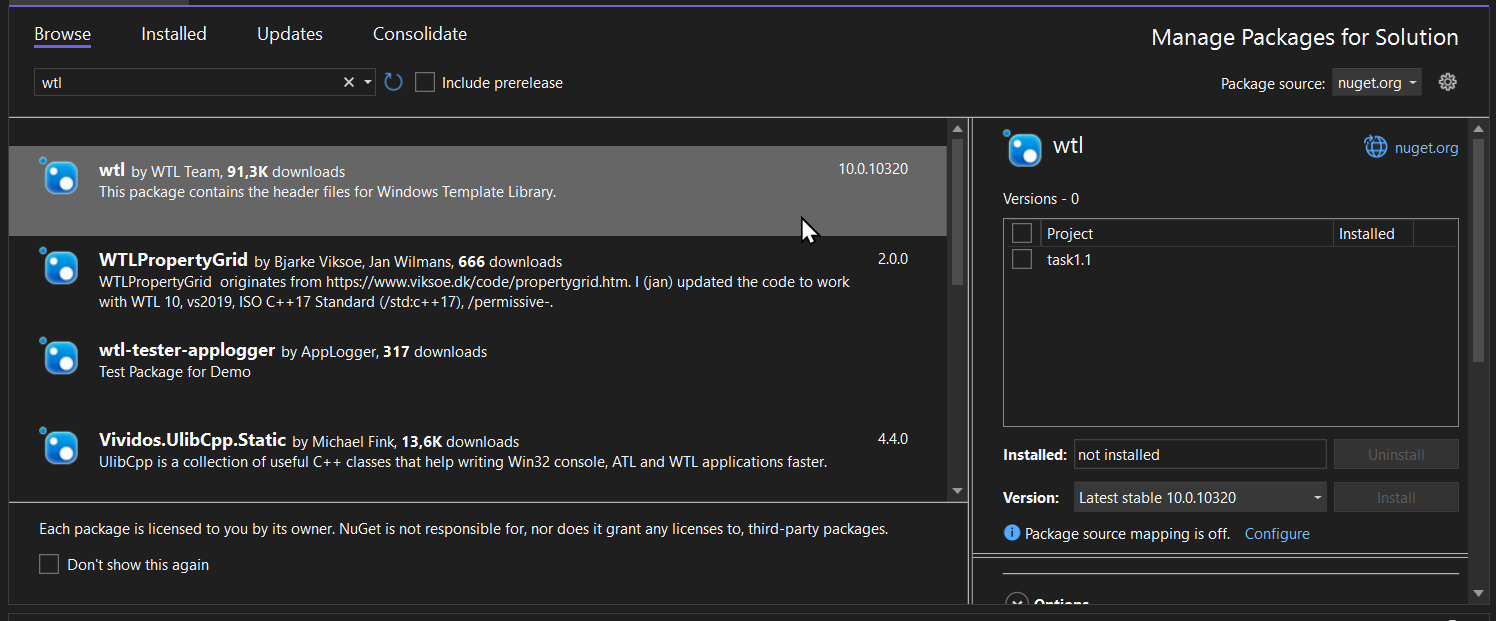 Browse Installed Updates Consolidate
Manage Packages for Solution
wtl
Include prerelease
Package source: nuget.org
wtl by WTL Team, 91,3K downloads 10.0.10320
This package contains the header files for Windows Template Library.
WTLPropertyGrid by Bjarke Viksoe, Jan Wilmans, 666 downloads 2.0.0
WTLPropertyGrid originates from https://www.viksoe.dk/code/propertygrid.htm. I (jan) updated the code to work
with WTL 10, vs2019, ISO C++17 Standard (/std:c++17), /permissive-.
wtl-tester-applogger by AppLogger, 317 downloads
Test Package for Demo
Vividos.UlibCpp.Static by Michael Fink, 13,6K downloads 4.4.0
UlibCpp is a collection of useful C++ classes that help writing Win32 console, ATL and WTL applications faster.
Each package is licensed to you by its owner. NuGet is not responsible for, nor does it grant any licenses to, third-party packages.
Don't show this again
wtl
nuget.org
Versions - 0
Project Installed
task1.1
Installed: not installed Uninstall
Version: Latest stable 10.0.10320 Install
Package source mapping is off. Configure
Options